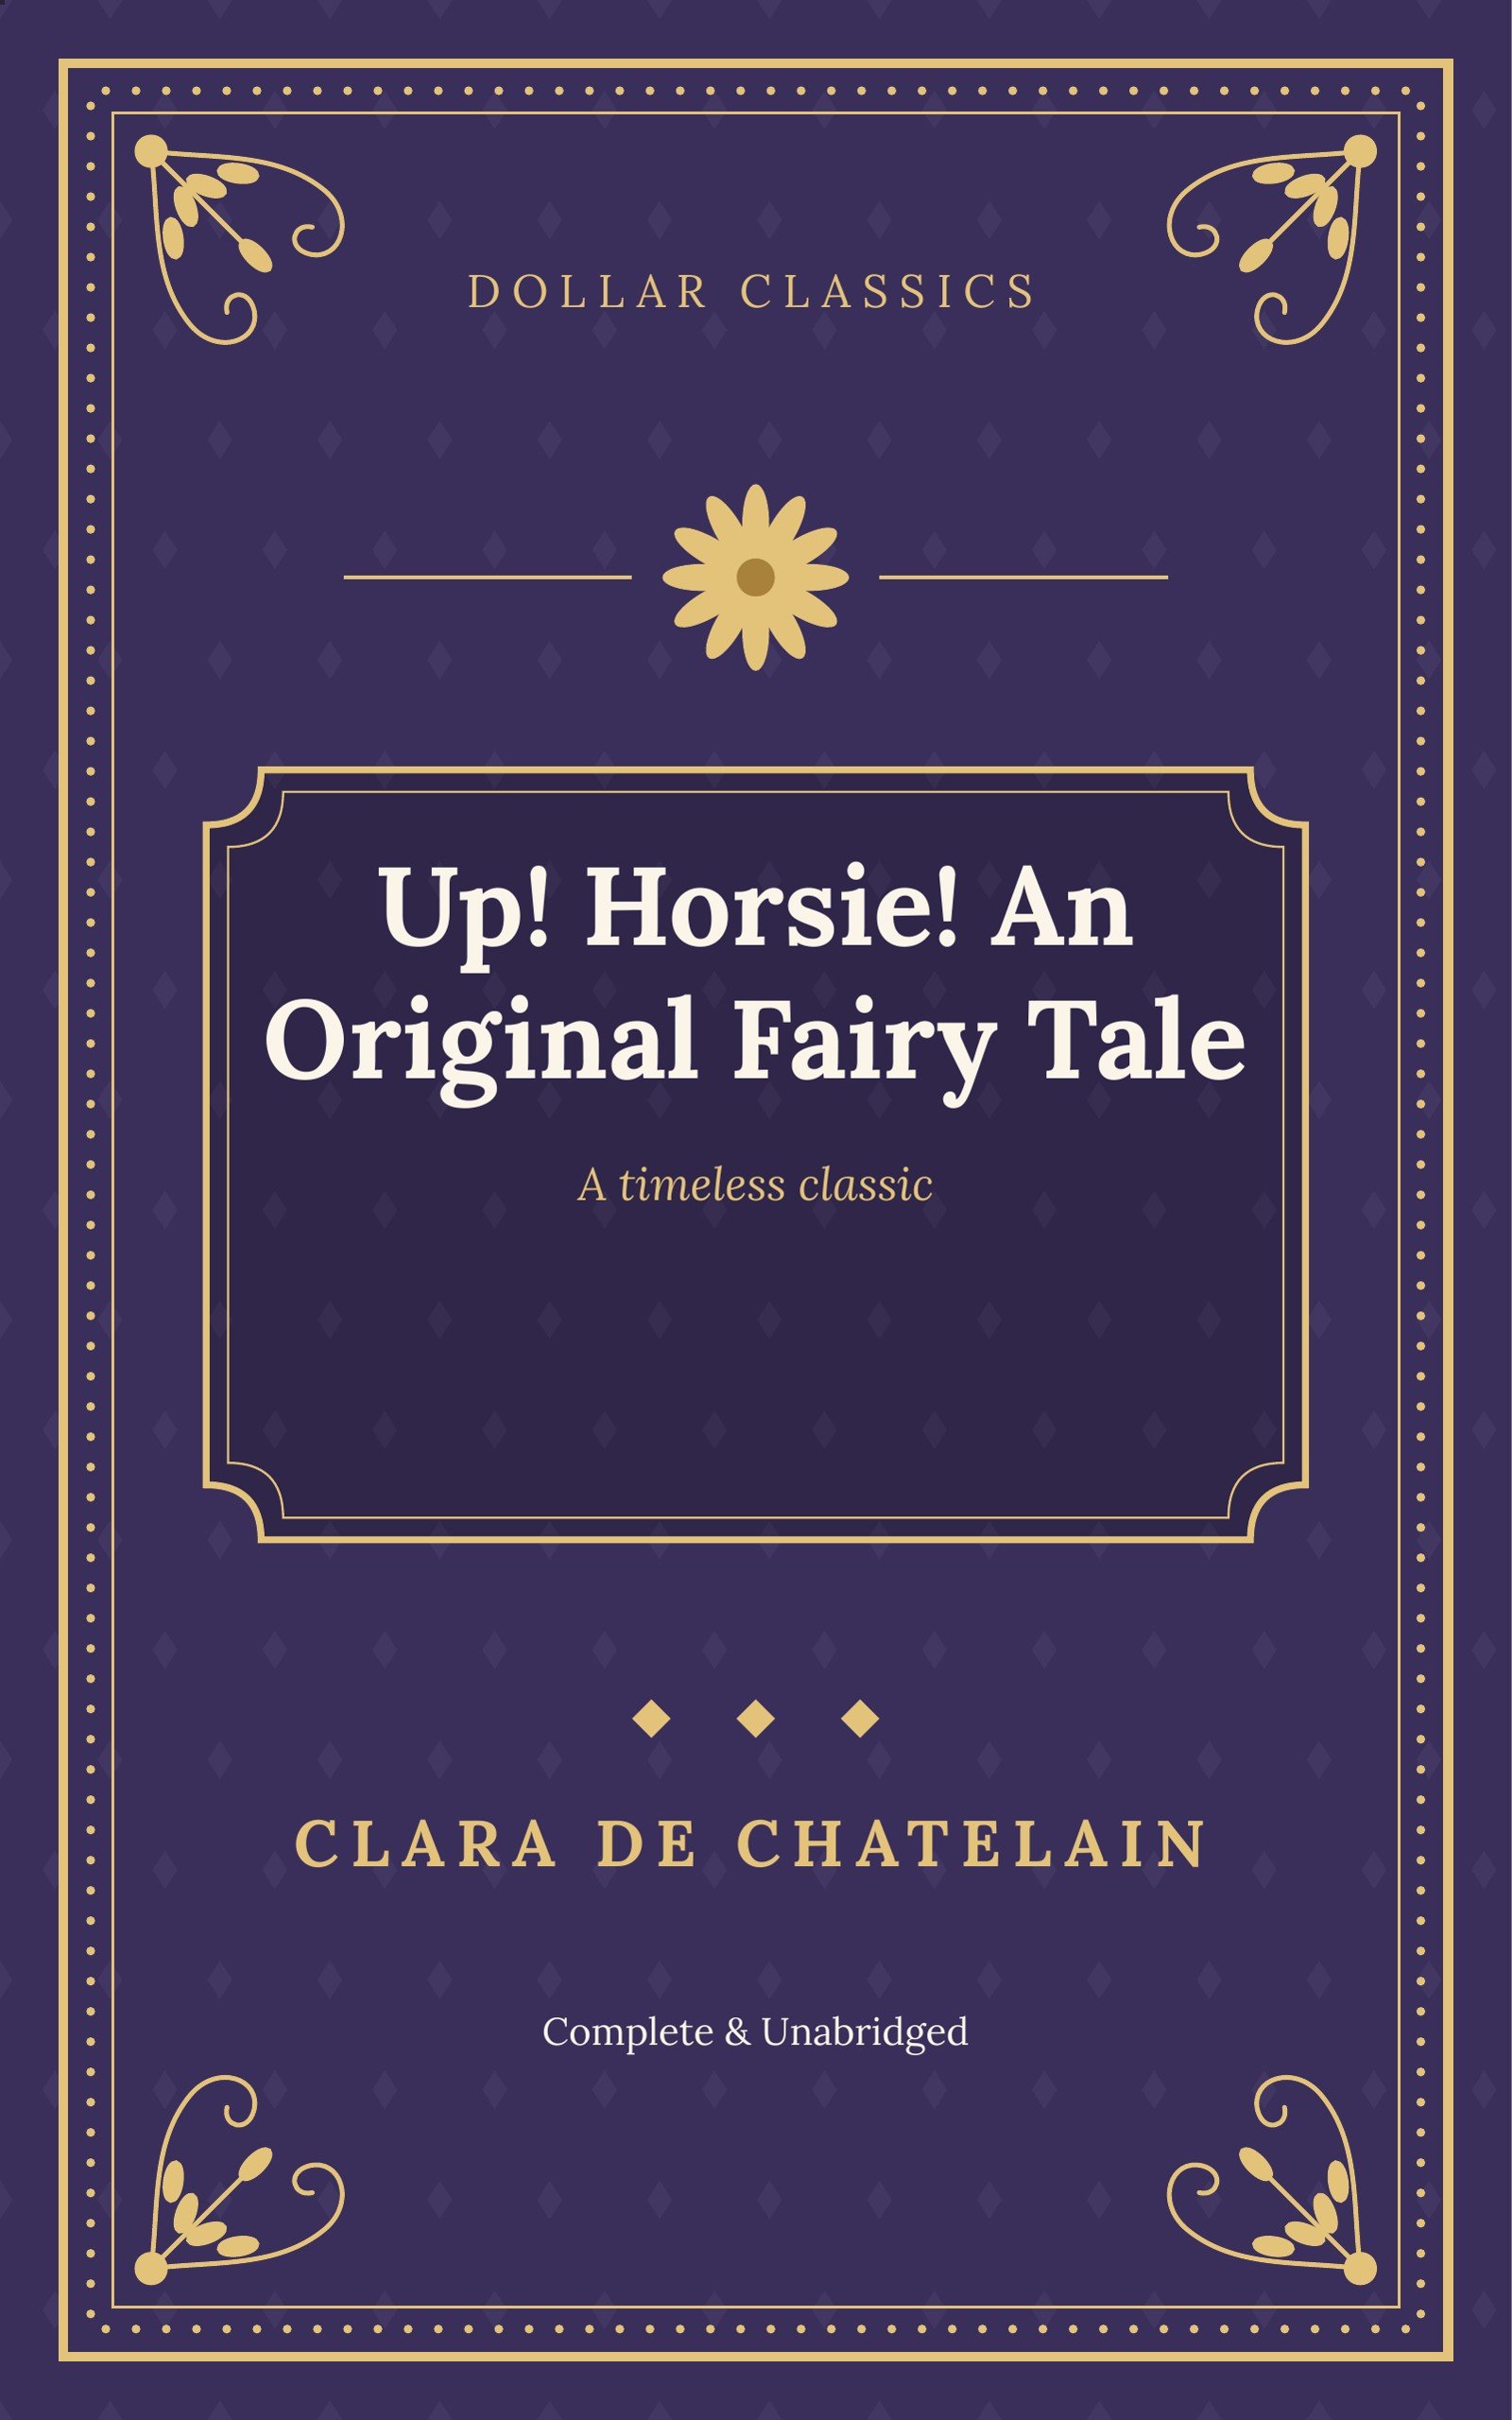 DOLLAR CLASSICS
Up! Horsie! An
Original Fairy Tale
A timeless classic
CLARA DE CHATELAIN
Complete & Unabridged